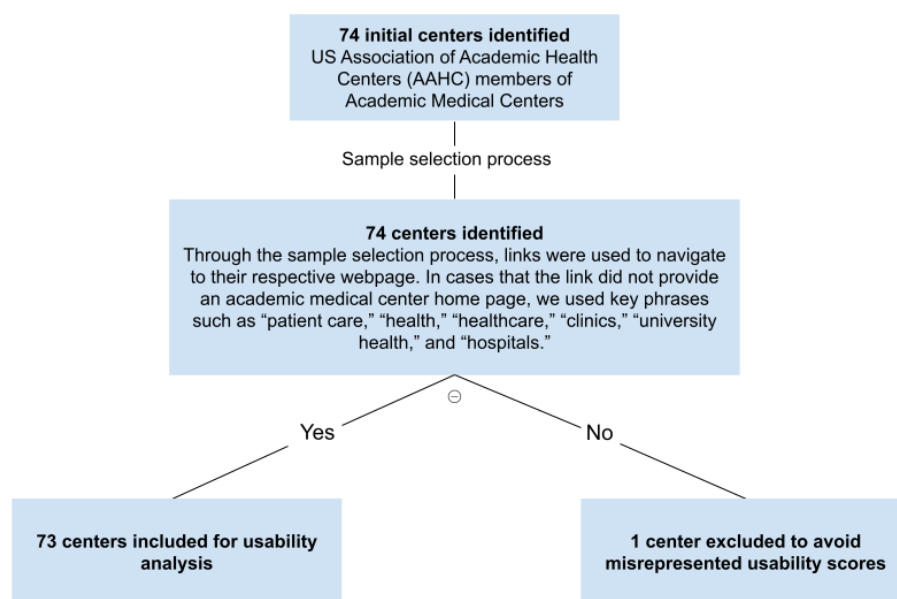 74 initial centers identified
US Association of Academic Health
Centers (AAHC) members of
Academic Medical Centers
Sample selection process
74 centers identified
Through the sample selection process, links were used to navigate
to their respective webpage. In cases that the link did not provide
an academic medical center home page, we used key phrases
such as “patient care,” “health,” “healthcare,” “clinics,” “university
health,” and “hospitals.”
Yes
No
73 centers included for usability
analysis
1 center excluded to avoid
misrepresented usability scores